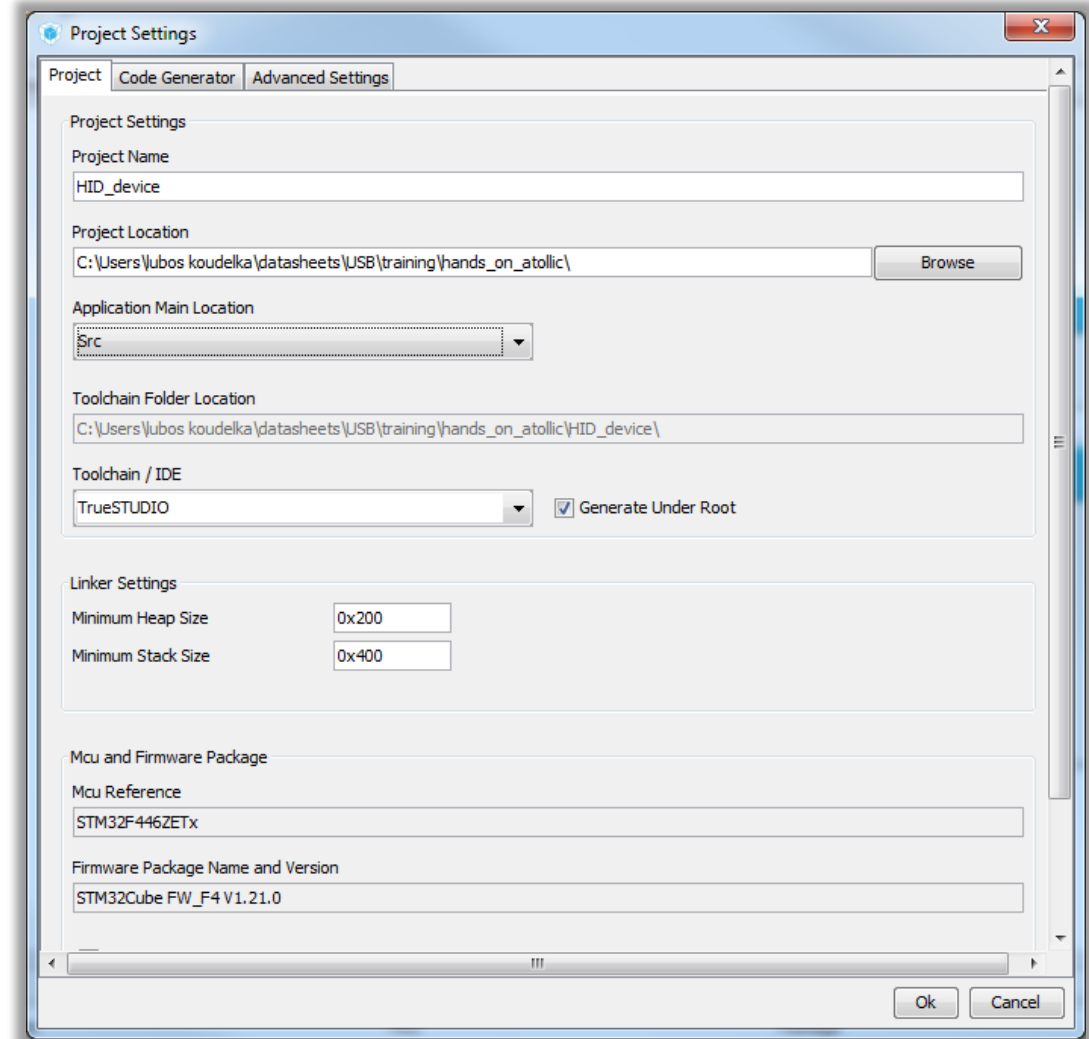 Project Settings
Project
Code Generator
Advanced Settings
Project Settings
Project Name
HID_device
Project Location
C:\Users\lubos koudelka\datasheets\USB\training\hands_on_atollic\
Browse
Application Main Location
Src
Toolchain Folder Location
C:\Users\lubos koudelka\datasheets\USB\training\hands_on_atollic\HID_device\
Toolchain / IDE
TrueSTUDIO
Generate Under Root
Linker Settings
Minimum Heap Size
0x200
Minimum Stack Size
0x400
Mcu and Firmware Package
Mcu Reference
STM32F446ZETx
Firmware Package Name and Version
STM32Cube FW_F4 V1.21.0
Ok
Cancel